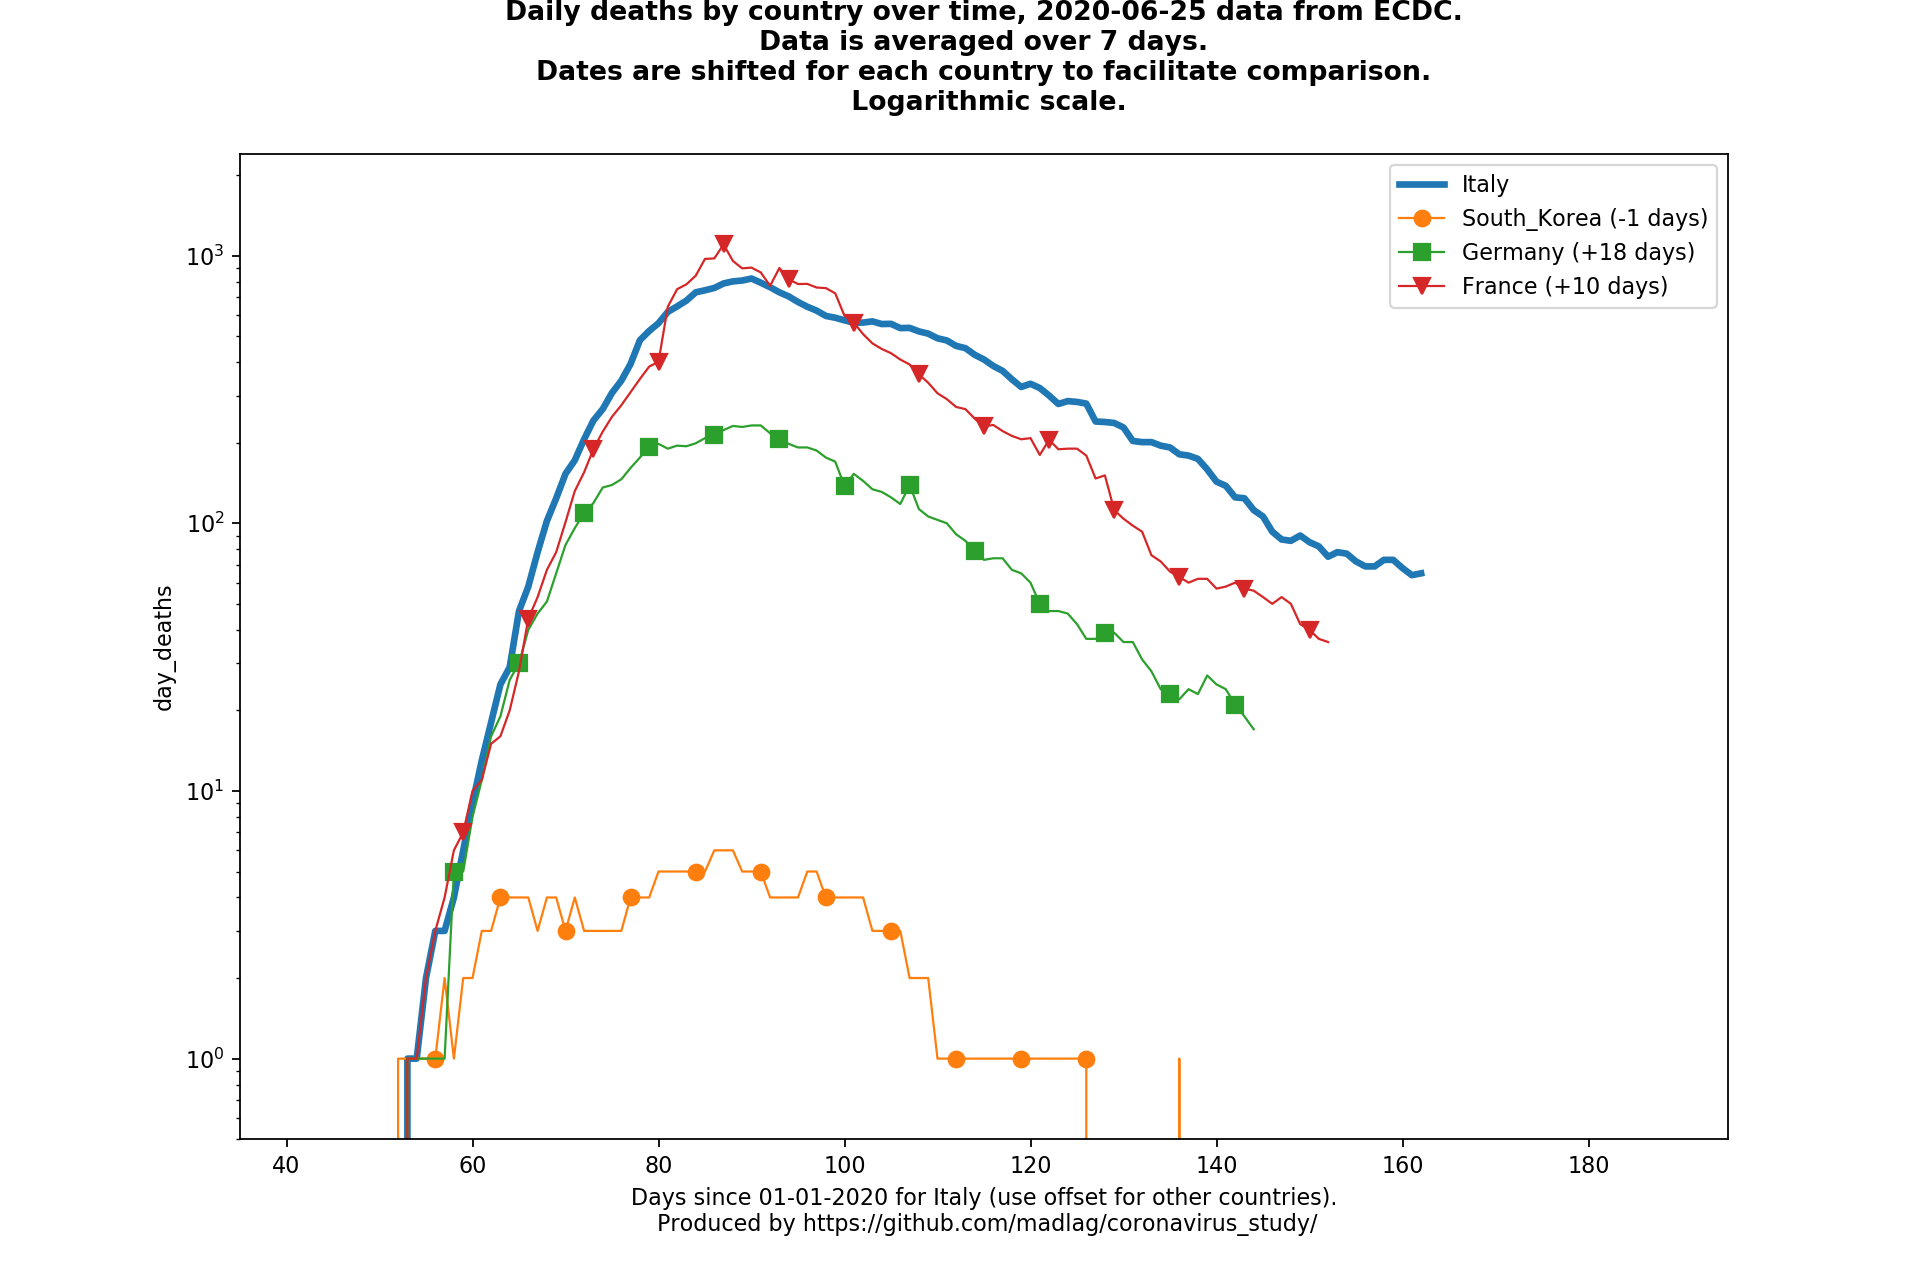 Daily deaths by country over time, 2020-06-25 data from ECDC.
Data is averaged over 7 days.
Dates are shifted for each country to facilitate comparison.
Logarithmic scale.
Italy
South_Korea (-1 days)
Germany (+18 days)
France (+10 days)
day_deaths
10³
10²
10¹
10⁰
40 60 80 100 120 140 160 180
Days since 01-01-2020 for Italy (use offset for other countries).
Produced by https://github.com/madlag/coronavirus_study/